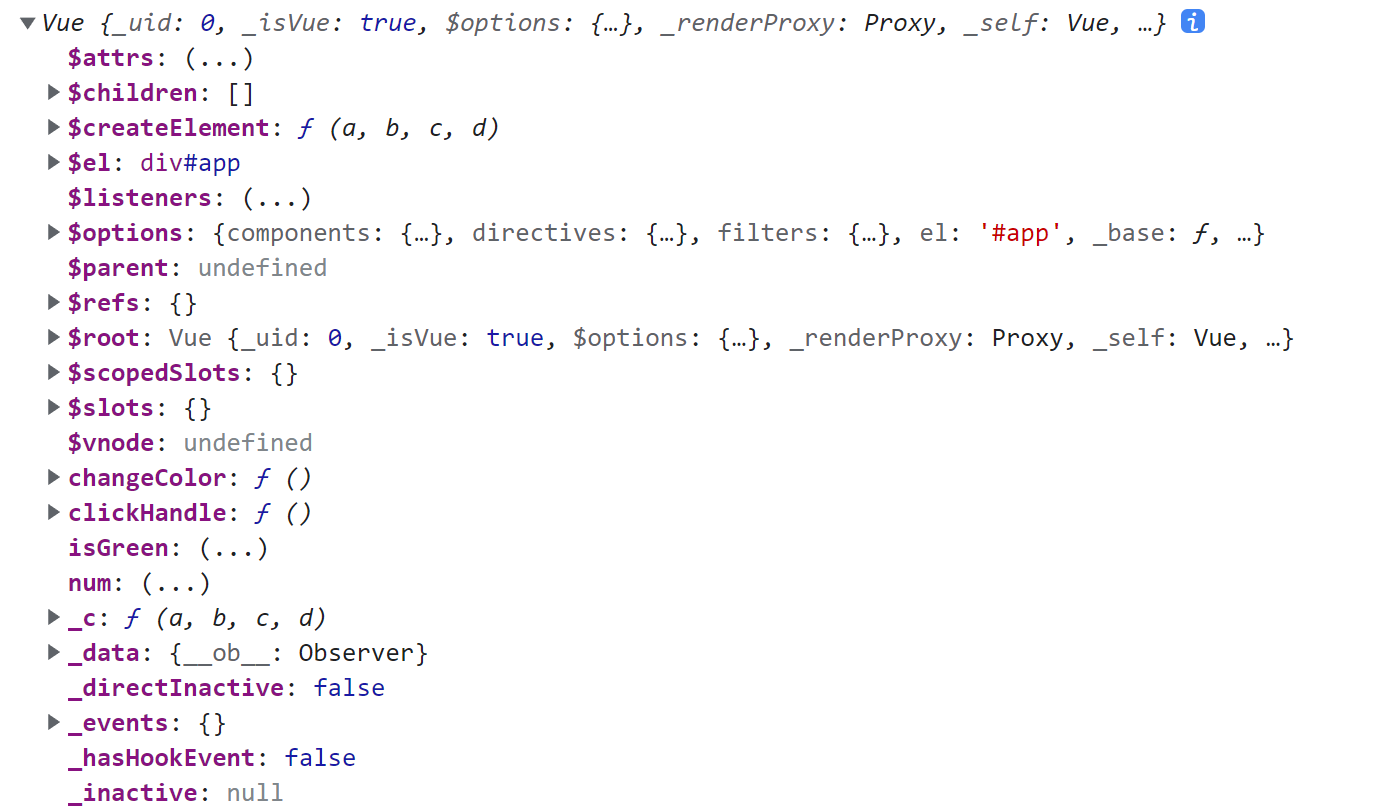 ▼Vue {_uid: 0, _isVue: true, $options: {…}, _renderProxy: Proxy, _self: Vue, …} i
$attrs: (...)
▶$children: []
▶$createElement: ƒ (a, b, c, d)
▶$el: div#app
$listeners: (...)
▶$options: {components: {…}, directives: {…}, filters: {…}, el: '#app', _base: ƒ, …}
$parent: undefined
▶$refs: {}
▶$root: Vue {_uid: 0, _isVue: true, $options: {…}, _renderProxy: Proxy, _self: Vue, …}
▶$scopedSlots: {}
▶$slots: {}
$vnode: undefined
▶changeColor: ƒ ()
▶clickHandle: ƒ ()
isGreen: (...)
num: (...)
▶_c: ƒ (a, b, c, d)
▶_data: {__ob__: Observer}
_directInactive: false
▶_events: {}
_hasHookEvent: false
_inactive: null